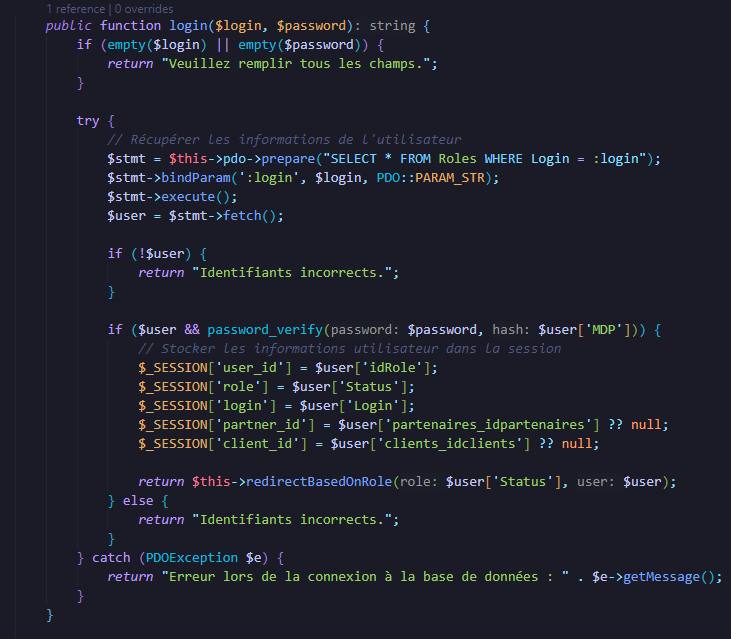 1 reference | 0 overrides
public function login($login, $password): string {
if (empty($login) || empty($password)) {
return "Veuillez remplir tous les champs.";
}
try {
// Récupérer les informations de l'utilisateur
$stmt = $this->pdo->prepare("SELECT * FROM Roles WHERE Login = :login");
$stmt->bindParam(':login', $login, PDO::PARAM_STR);
$stmt->execute();
$user = $stmt->fetch();
if (!$user) {
return "Identifiants incorrects.";
}
if ($user && password_verify(password: $password, hash: $user['MDP'])) {
// Stocker les informations utilisateur dans la session
$_SESSION['user_id'] = $user['idRole'];
$_SESSION['role'] = $user['Status'];
$_SESSION['login'] = $user['Login'];
$_SESSION['partner_id'] = $user['partenaires_idpartenaires'] ?? null;
$_SESSION['client_id'] = $user['clients_idclients'] ?? null;
return $this->redirectBasedOnRole(role: $user['Status'], user: $user);
} else {
return "Identifiants incorrects.";
}
} catch (PDOException $e) {
return "Erreur lors de la connexion à la base de données : " . $e->getMessage();
}
}